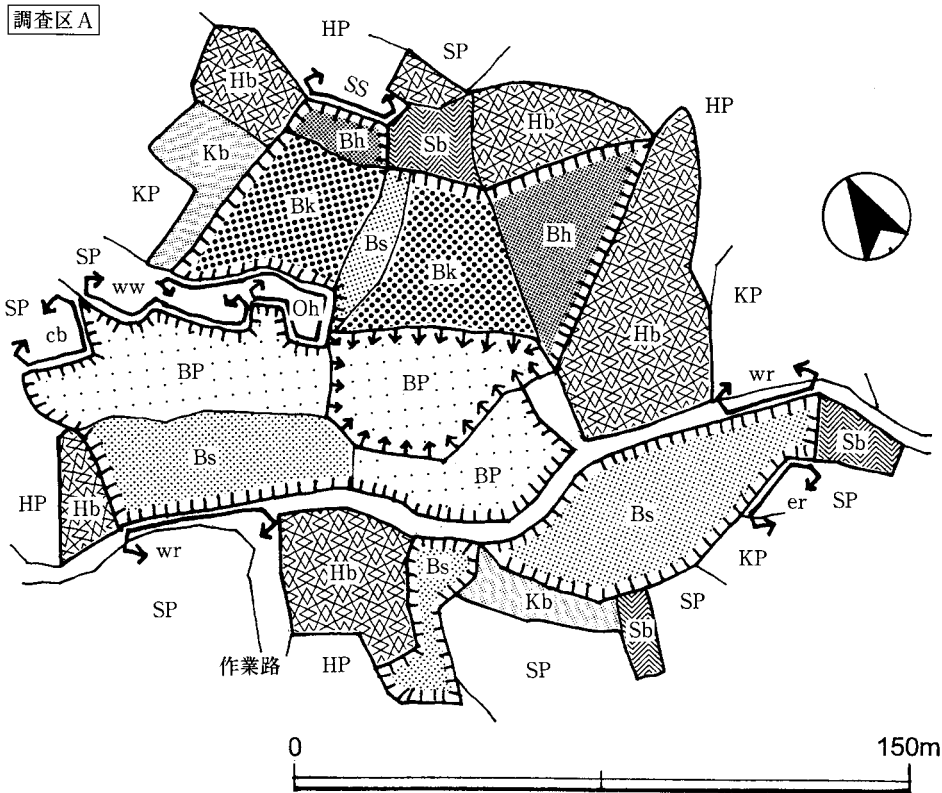 調査区A
HP
SP
Hb
SS
Bh
Sb
Hb
HP
Kb
KP
Bk
Bs
Bk
Bh
SP
SP
ww
Oh
cb
KP
Hb
BP
BP
wr
Bs
BP
Sb
HP
Hb
Bs
SP
er
wr
Hb
Bs
KP
SP
Kb
SP
Sb
作業路
HP
SP
0
150m